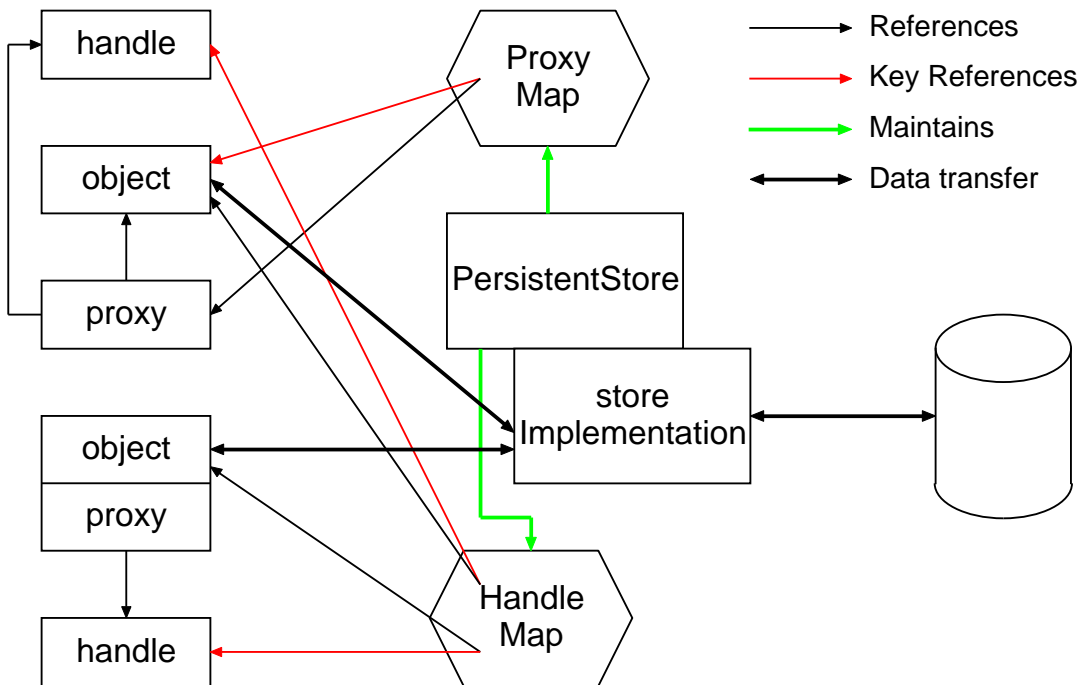 handle
Proxy
Map
References
Key References
Maintains
Data transfer
object
proxy
PersistentStore
store
Implementation
object
proxy
handle
Handle
Map